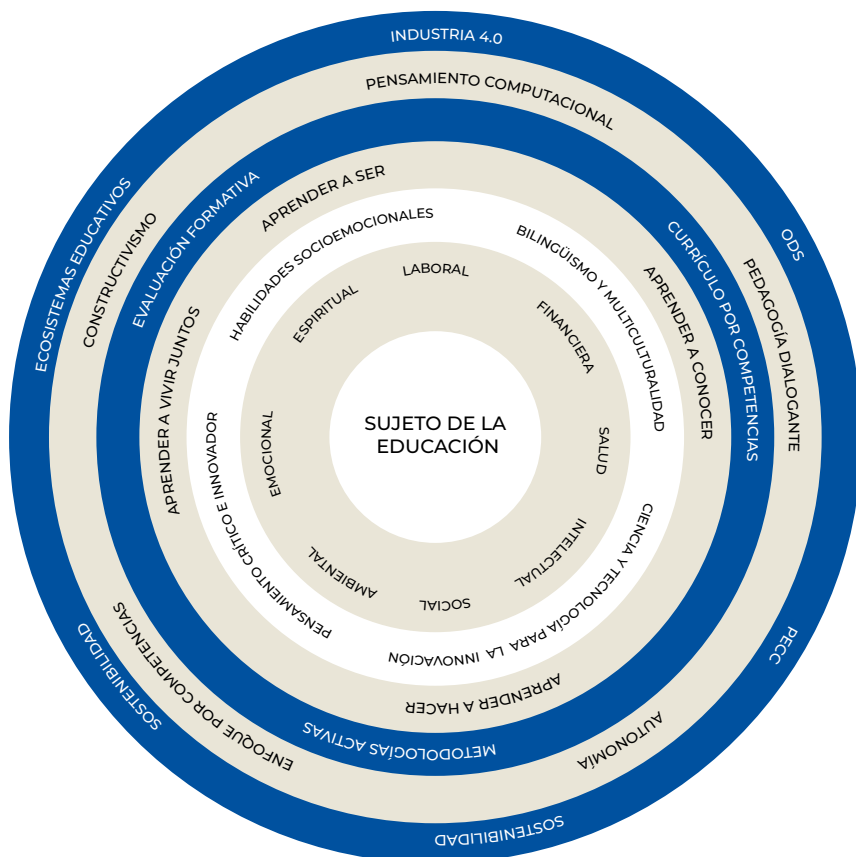 INDUSTRIA 4.0
ODS
PECC
SOSTENIBILIDAD
SOSTENIBILIDAD
ECOSISTEMAS EDUCATIVOS
PENSAMIENTO COMPUTACIONAL
PEDAGOGÍA DIALOGANTE
AUTONOMÍA
ENFOQUE POR COMPETENCIAS
CONSTRUCTIVISMO
CURRÍCULO POR COMPETENCIAS
METODOLOGÍAS ACTIVAS
EVALUACIÓN FORMATIVA
APRENDER A SER
APRENDER A CONOCER
APRENDER A HACER
APRENDER A VIVIR JUNTOS
HABILIDADES SOCIOEMOCIONALES
BILINGÜISMO Y MULTICULTURALIDAD
CIENCIA Y TECNOLOGÍA PARA LA INNOVACIÓN
PENSAMIENTO CRÍTICO E INNOVADOR
LABORAL
FINANCIERA
SALUD
INTELECTUAL
SOCIAL
AMBIENTAL
EMOCIONAL
ESPIRITUAL
SUJETO DE LA
EDUCACIÓN